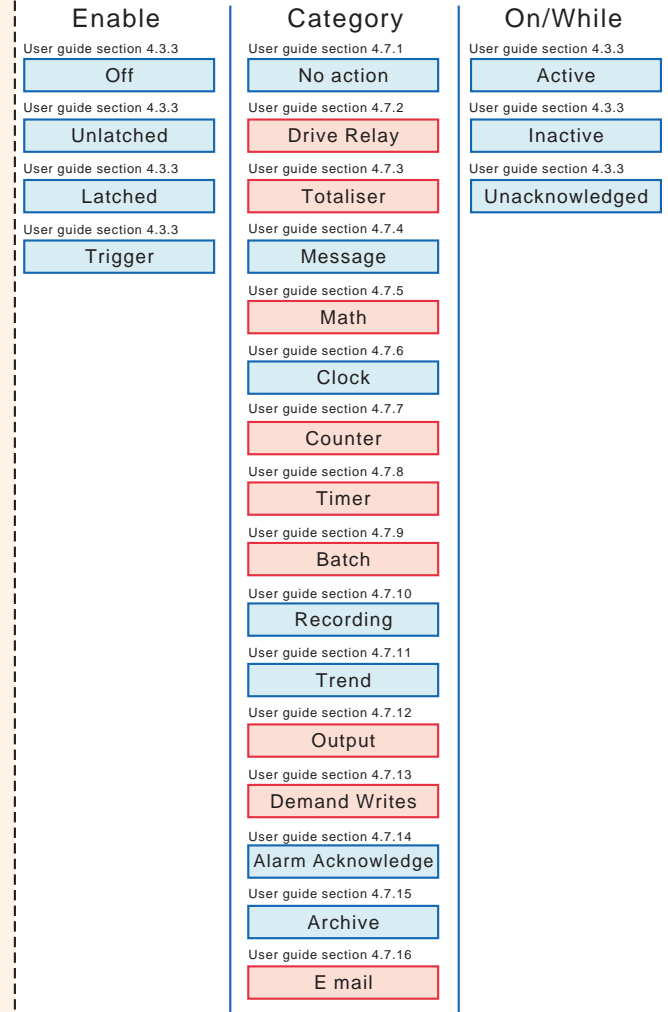 Enable
User guide section 4.3.3
Off
User guide section 4.3.3
Unlatched
User guide section 4.3.3
Latched
User guide section 4.3.3
Trigger
Category
User guide section 4.7.1
No action
User guide section 4.7.2
Drive Relay
User guide section 4.7.3
Totaliser
User guide section 4.7.4
Message
User guide section 4.7.5
Math
User guide section 4.7.6
Clock
User guide section 4.7.7
Counter
User guide section 4.7.8
Timer
User guide section 4.7.9
Batch
User guide section 4.7.10
Recording
User guide section 4.7.11
Trend
User guide section 4.7.12
Output
User guide section 4.7.13
Demand Writes
User guide section 4.7.14
Alarm Acknowledge
User guide section 4.7.15
Archive
User guide section 4.7.16
E mail
On/While
User guide section 4.3.3
Active
User guide section 4.3.3
Inactive
User guide section 4.3.3
Unacknowledged